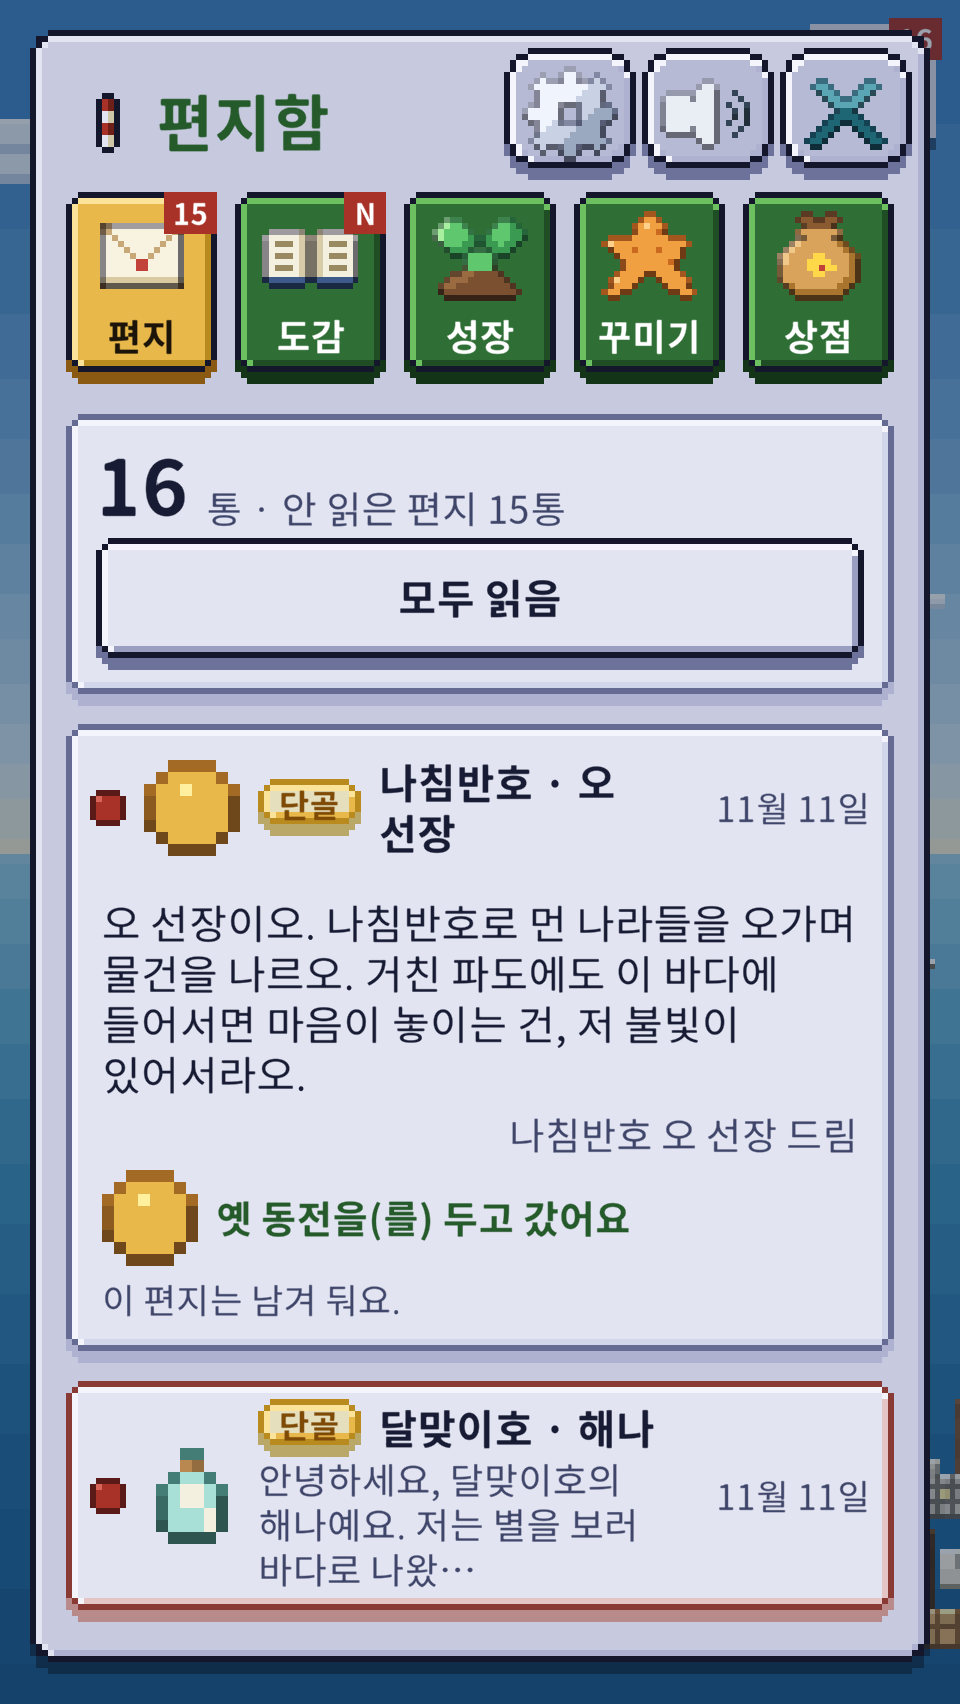 편지함
15
N
편지
도감
성장
꾸미기
상점
16 통 · 안 읽은 편지 15통
모두 읽음
단골
나침반호 · 오
선장
11월 11일
오 선장이오. 나침반호로 먼 나라들을 오가며
물건을 나르오. 거친 파도에도 이 바다에
들어서면 마음이 놓이는 건, 저 불빛이
있어서라오.
나침반호 오 선장 드림
옛 동전을(를) 두고 갔어요
이 편지는 남겨 둬요.
단골
달맞이호 · 해나
안녕하세요, 달맞이호의
해나예요. 저는 별을 보러
바다로 나왔…
11월 11일